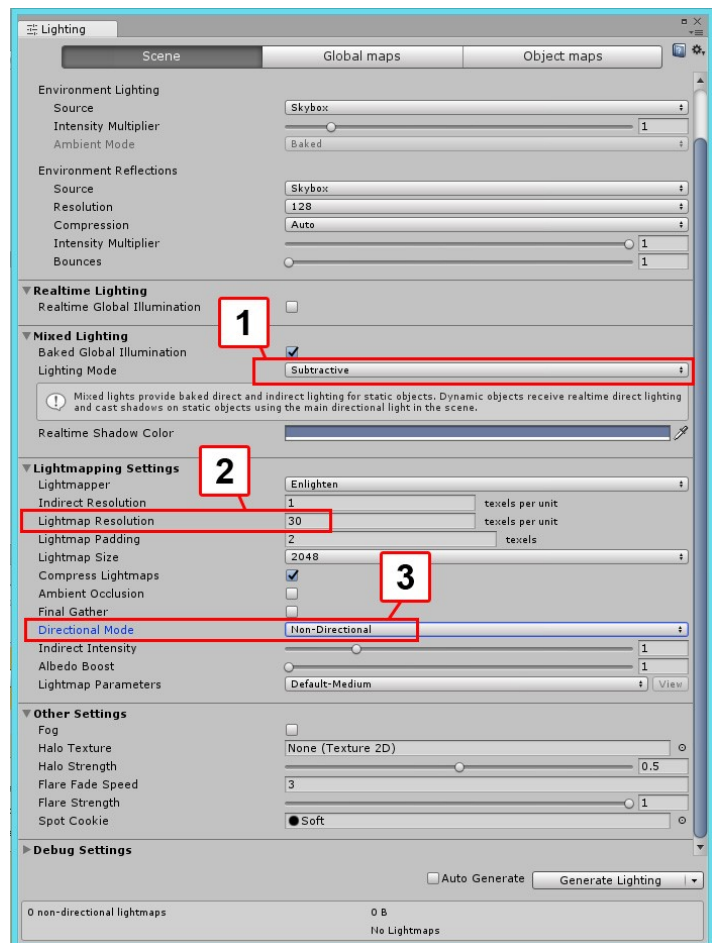 Lighting
Scene Global maps Object maps
Environment Lighting
Source Skybox
Intensity Multiplier 1
Ambient Mode Baked
Environment Reflections
Source Skybox
Resolution 128
Compression Auto
Intensity Multiplier 1
Bounces 1
Realtime Lighting
Realtime Global Illumination
1
Mixed Lighting
Baked Global Illumination
Lighting Mode Subtractive
Mixed lights provide baked direct and indirect lighting for static objects. Dynamic objects receive realtime direct lighting
and cast shadows on static objects using the main directional light in the scene.
Realtime Shadow Color
Lightmapping Settings
2
Lightmapper Enlighten
Indirect Resolution 1 texels per unit
Lightmap Resolution 30 texels per unit
Lightmap Padding 2 texels
Lightmap Size 2048
Compress Lightmaps
3
Ambient Occlusion
Final Gather
Directional Mode Non-Directional
Indirect Intensity 1
Albedo Boost 1
Lightmap Parameters Default-Medium View
Other Settings
Fog
Halo Texture None (Texture 2D)
Halo Strength 0.5
Flare Fade Speed 3
Flare Strength 1
Spot Cookie Soft
Debug Settings
Auto Generate Generate Lighting
0 non-directional lightmaps 0 B
No Lightmaps